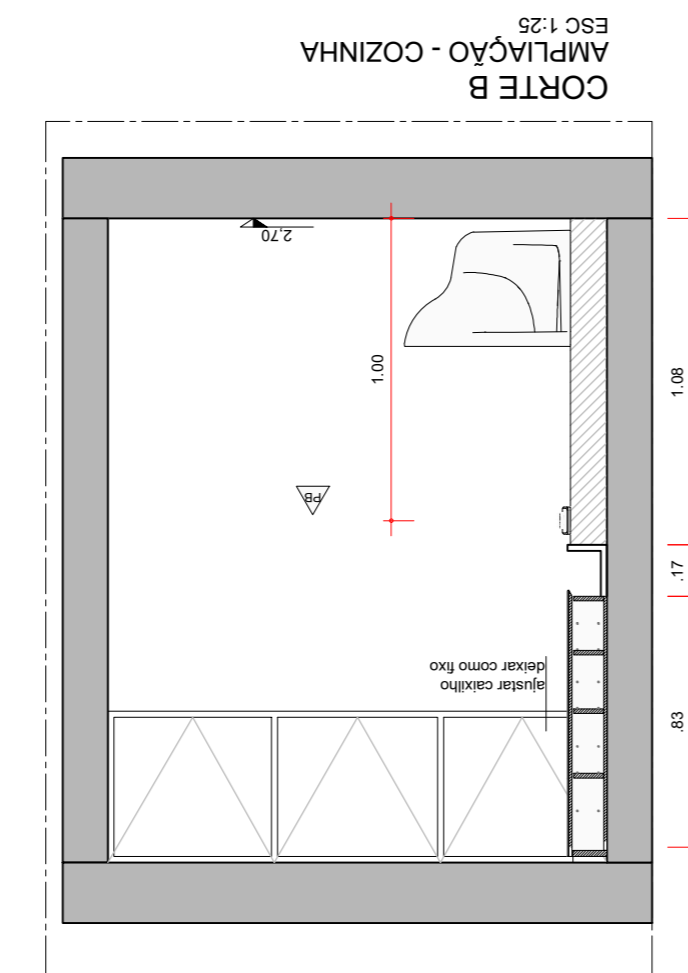 CORTE B
AMPLIAÇÃO - COZINHA
ESC 1:25
ajustar caixilho
deixar como fixo
PB
2,70
1.00
1.08
.17
.83